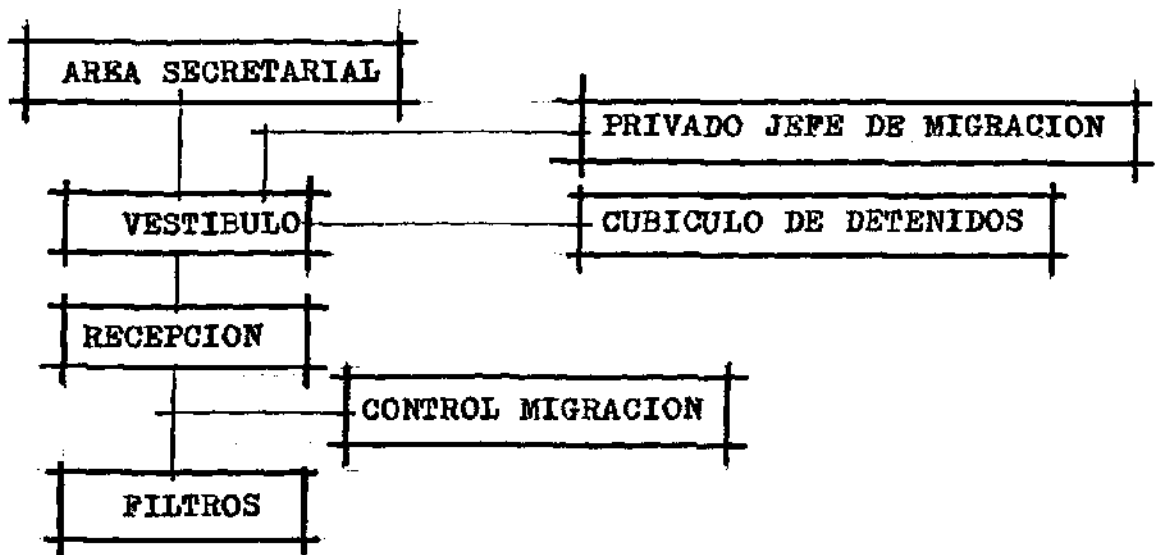 AREA SECRETARIAL
PRIVADO JEFE DE MIGRACION
VESTIBULO
CUBICULO DE DETENIDOS
RECEPCION
CONTROL MIGRACION
FILTROS